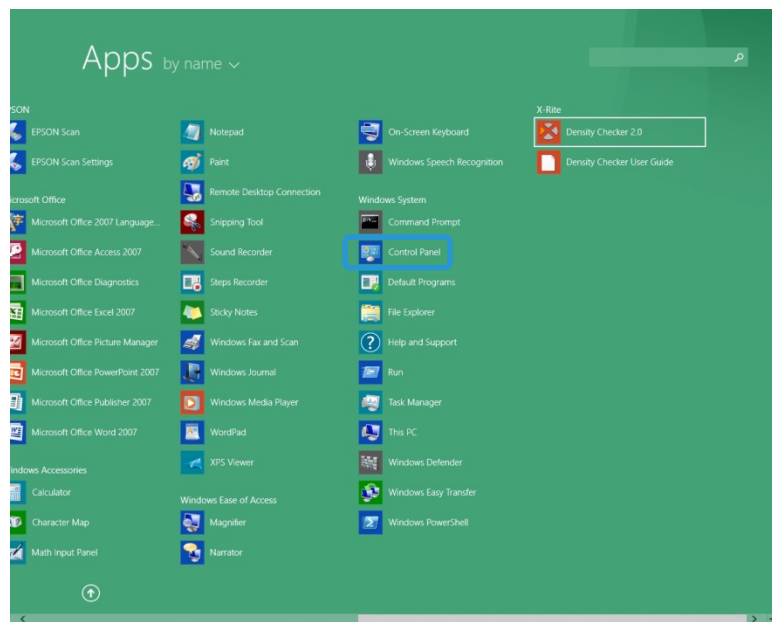 Apps by name
SON
EPSON Scan
EPSON Scan Settings
icrosoft Office
Microsoft Office 2007 Language...
Microsoft Office Access 2007
Microsoft Office Diagnostics
Microsoft Office Excel 2007
Microsoft Office Picture Manager
Microsoft Office PowerPoint 2007
Microsoft Office Publisher 2007
Microsoft Office Word 2007
indows Accessories
Calculator
Character Map
Math Input Panel
Notepad
Paint
Remote Desktop Connection
Snipping Tool
Sound Recorder
Steps Recorder
Sticky Notes
Windows Fax and Scan
Windows Journal
Windows Media Player
WordPad
XPS Viewer
Windows Ease of Access
Magnifier
Narrator
On-Screen Keyboard
Windows Speech Recognition
Windows System
Command Prompt
Control Panel
Default Programs
File Explorer
Help and Support
Run
Task Manager
This PC
Windows Defender
Windows Easy Transfer
Windows PowerShell
X-Rite
Density Checker 2.0
Density Checker User Guide